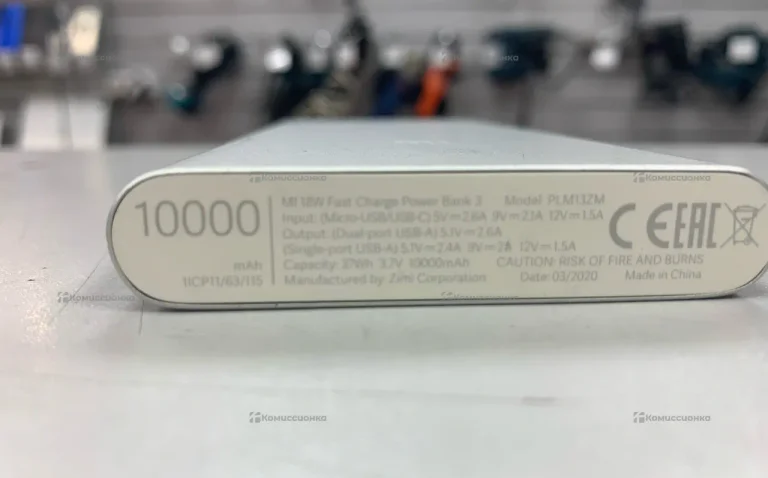 10000
mAh
1ICP11/63/115
MI 18W Fast Charge Power Bank 3 Model: PLM13ZM
Input: (Micro-USB/USB-C) 5V⎓2.6A 9V⎓2.1A 12V⎓1.5A
Output: (Dual-port USB-A) 5.1V⎓2.6A
(Single-port USB-A) 5.1V⎓2.4A 9V⎓2A 12V⎓1.5A
Capacity: 37Wh 3.7V 10000mAh CAUTION: RISK OF FIRE AND BURNS
Manufactured by: Zimi Corporation Date: 03/2020 Made in China
CE EAC
Комиссионка
Комиссионка
Комиссионка
Комиссионка
Комиссионка
Комиссионка
Комиссионка
Комиссионка